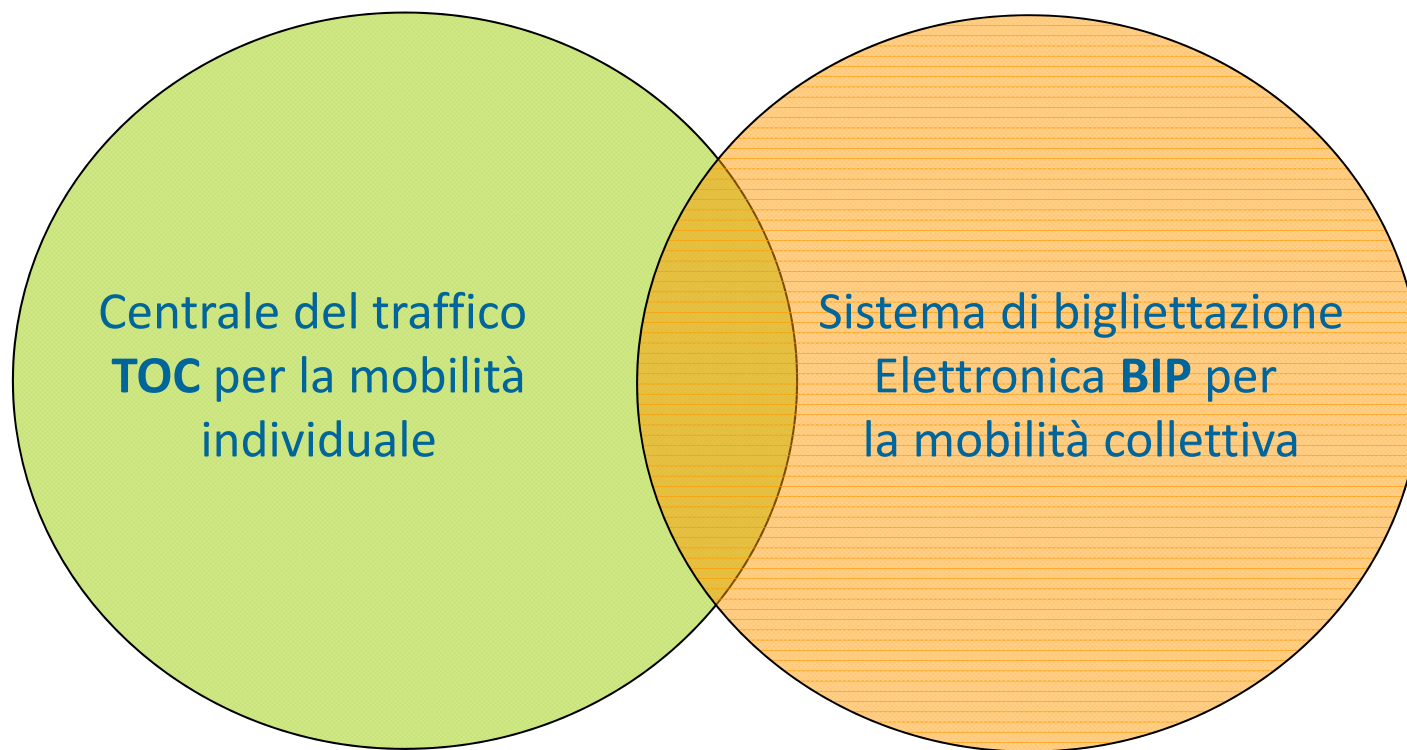 Centrale del traffico
TOC per la mobilità
individuale
Sistema di bigliettazione
Elettronica BIP per
la mobilità collettiva